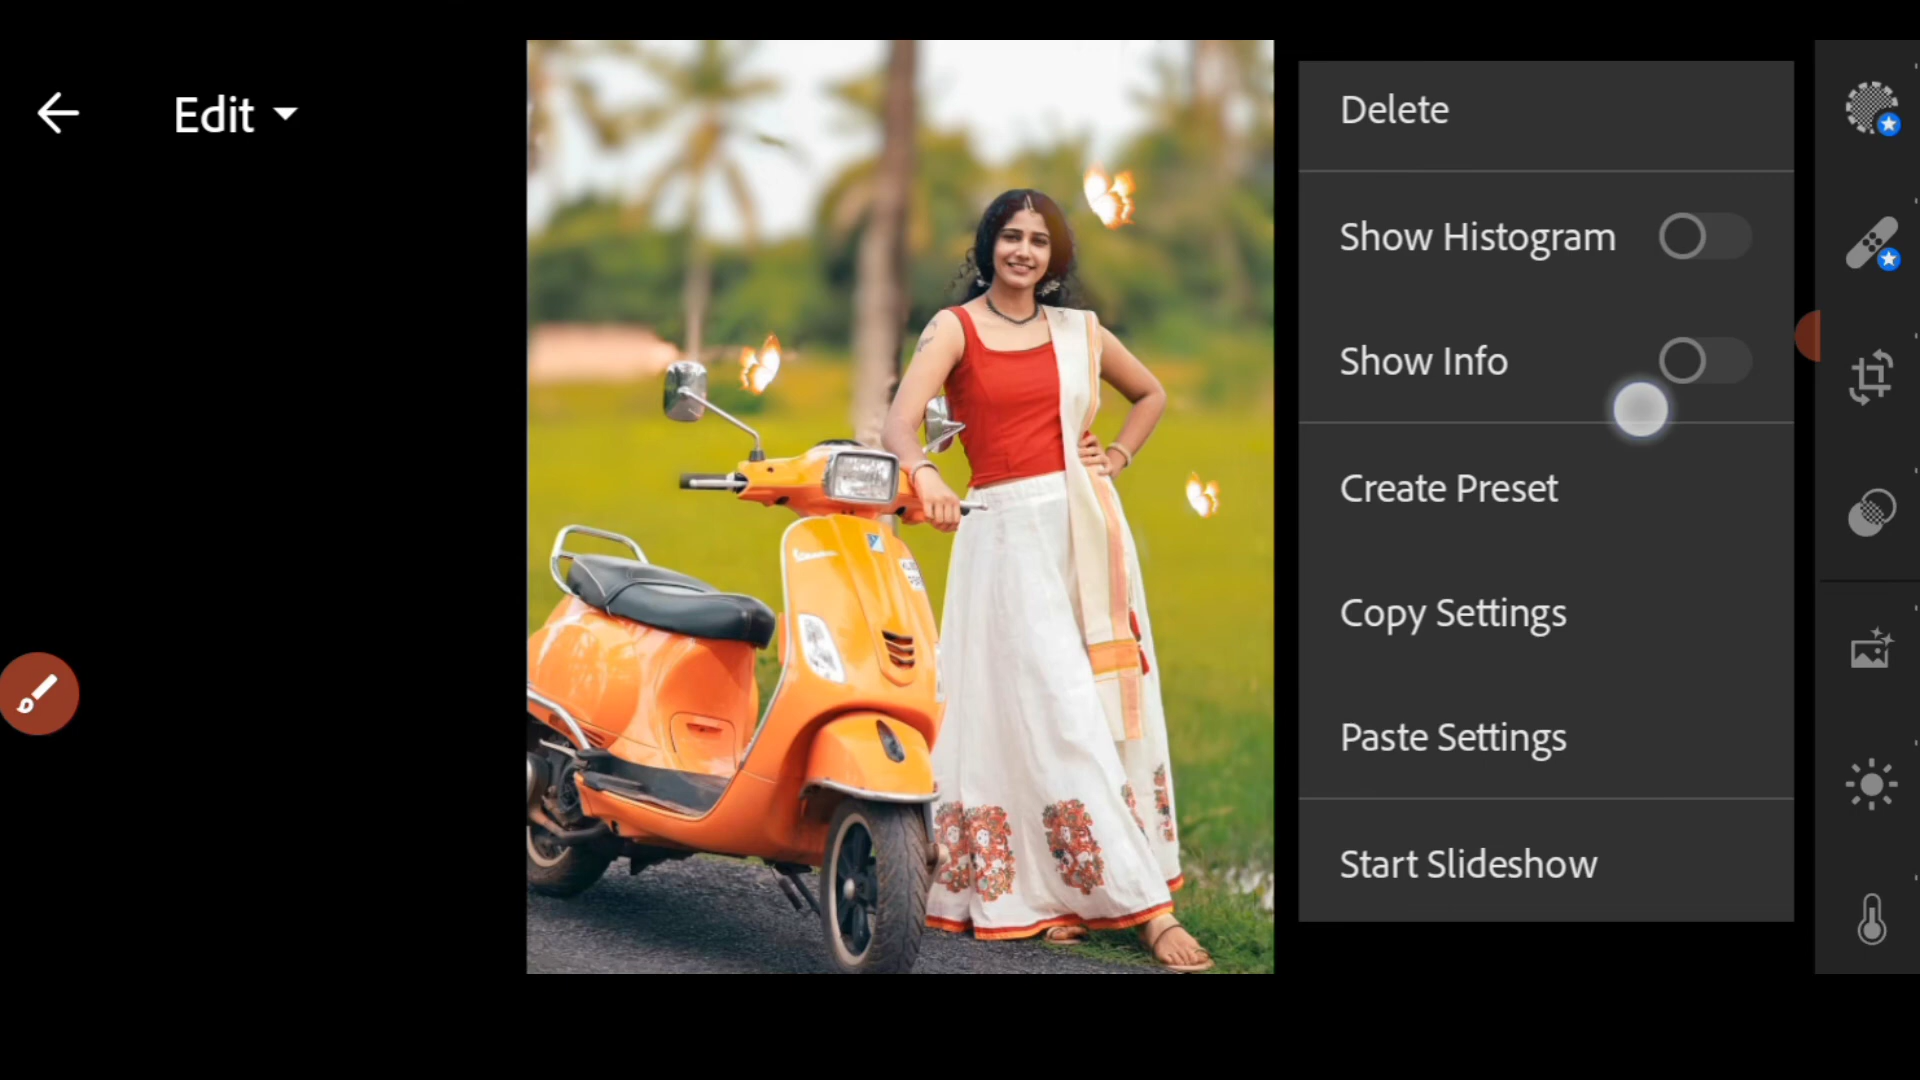 Edit
Delete
Show Histogram
Show Info
Create Preset
Copy Settings
Paste Settings
Start Slideshow